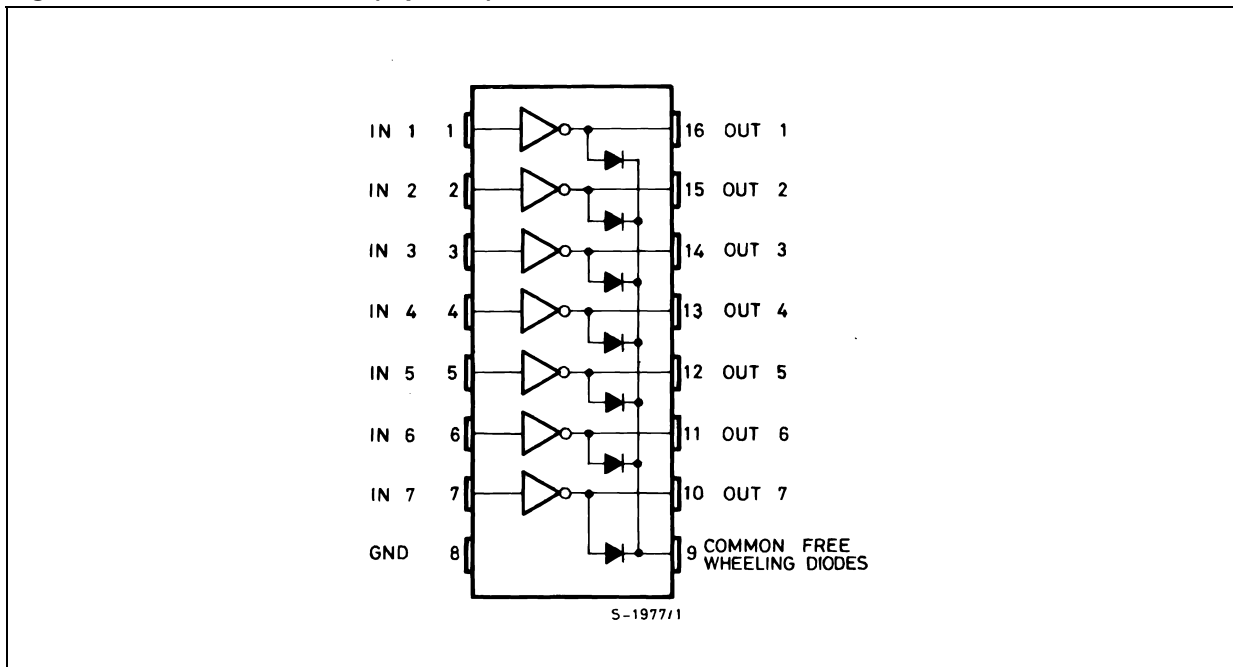 IN 1 1 16 OUT 1
IN 2 2 15 OUT 2
IN 3 3 14 OUT 3
IN 4 4 13 OUT 4
IN 5 5 12 OUT 5
IN 6 6 11 OUT 6
IN 7 7 10 OUT 7
GND 8 9 COMMON FREE
WHEELING DIODES
S-1977/1